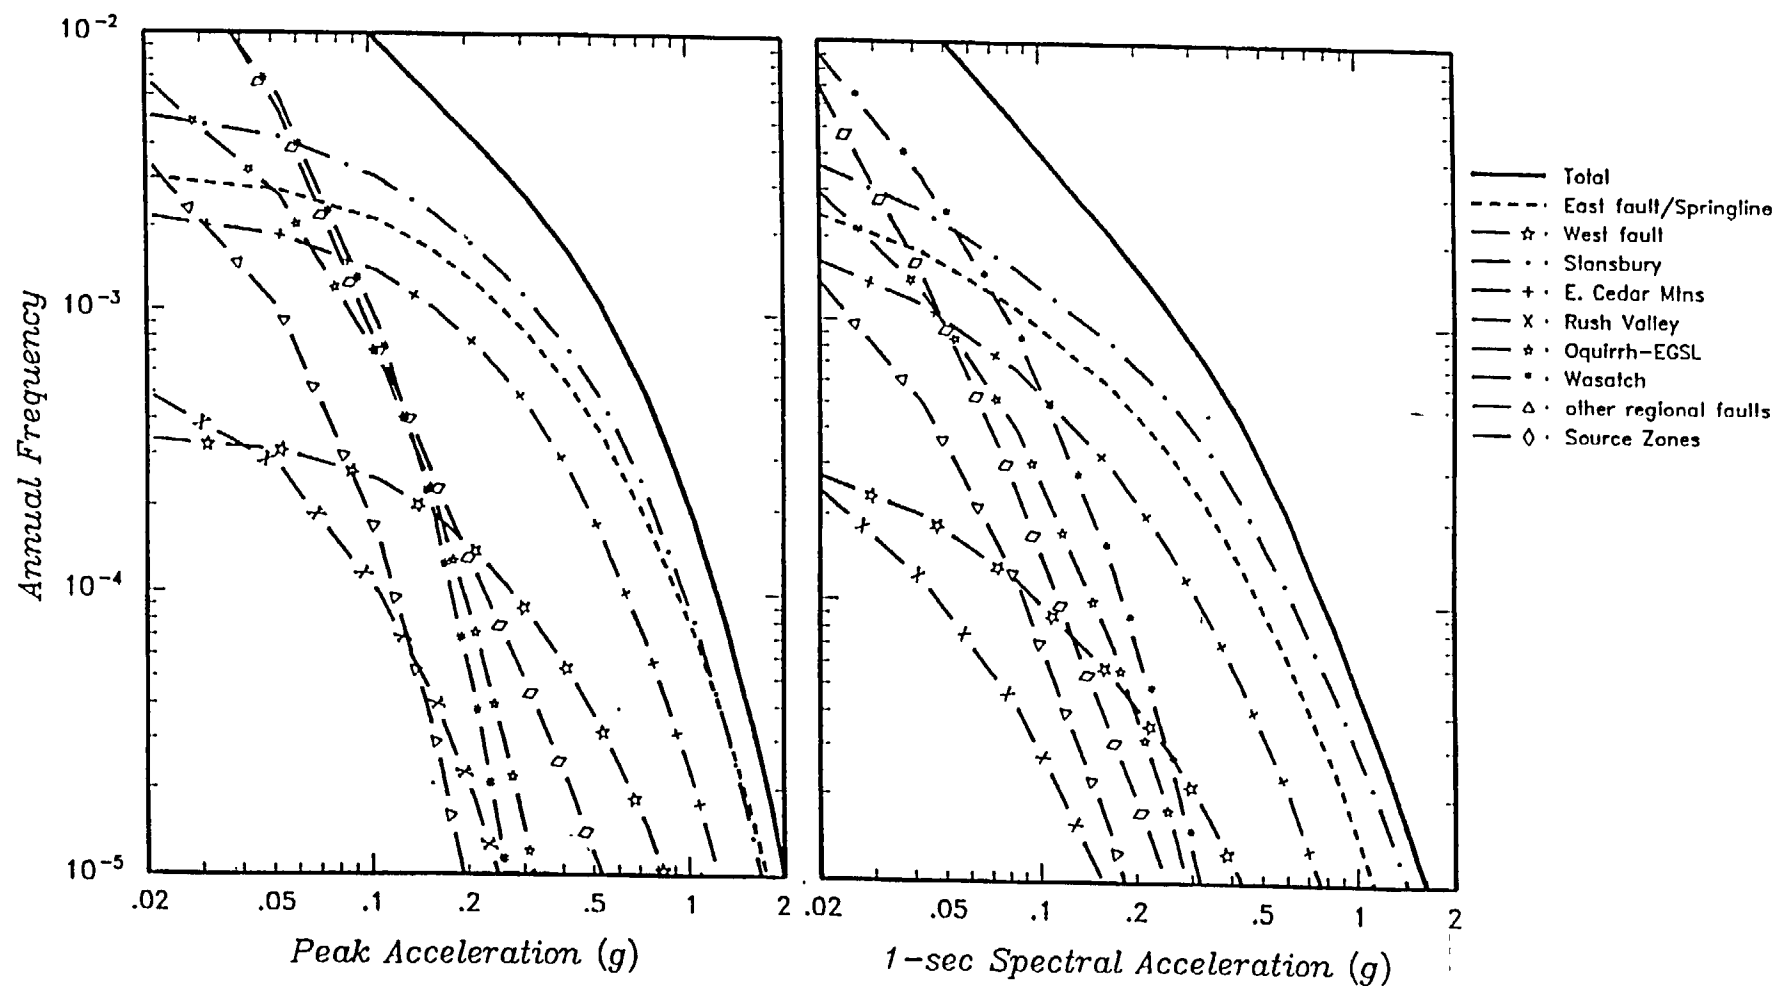 10-2
10-3
10-4
10-5
Annual Frequency
.02 .05 .1 .2 .5 1 2
Peak Acceleration (g)
.02 .05 .1 .2 .5 1 2
1-sec Spectral Acceleration (g)
Total
East fault/Springline
West fault
Stansbury
E. Cedar Mtns
Rush Valley
Oquirrh-EGSL
Wasatch
other regional faults
Source Zones